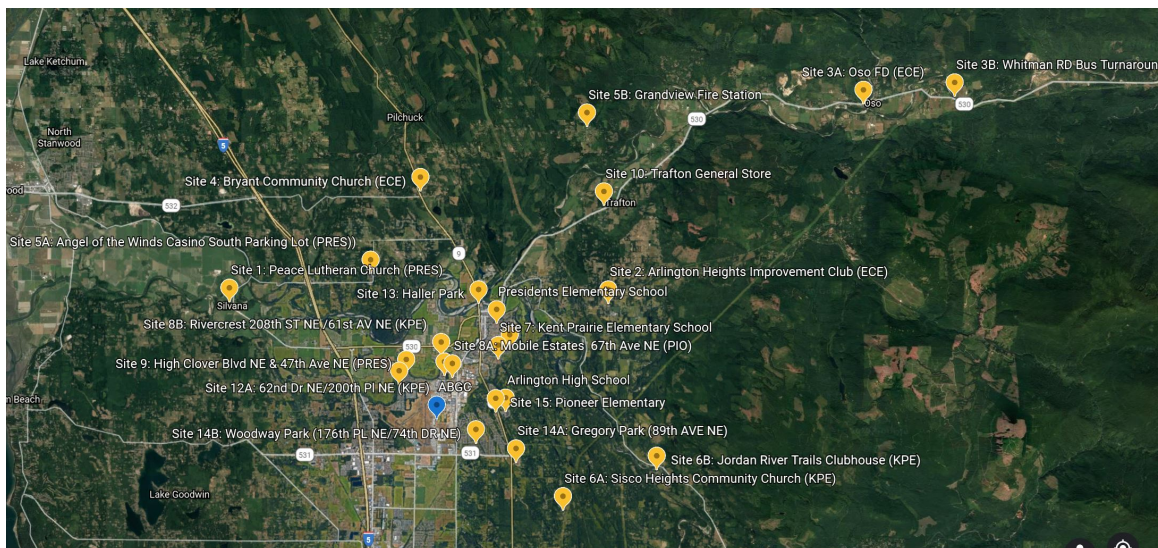 Lake Ketchum
Site 3A: Oso FD (ECE)
Site 3B: Whitman RD Bus Turnaroun
Oso
530
Site 5B: Grandview Fire Station
530
Pilchuck
North
Stanwood
5
Site 4: Bryant Community Church (ECE)
Site 10: Trafton General Store
Trafton
ood
532
Site 5A: Angel of the Winds Casino South Parking Lot (PRES))
9
Site 1: Peace Lutheran Church (PRES)
Site 2: Arlington Heights Improvement Club (ECE)
Site 13: Haller Park
Presidents Elementary School
Silvana
Site 8B: Rivercrest 208th ST NE/61st AV NE (KPE)
Site 7: Kent Prairie Elementary School
530
Site 8A: Mobile Estates 67th Ave NE (PIO)
Site 9: High Clover Blvd NE & 47th Ave NE (PRES)
Site 12A: 62nd Dr NE/200th Pl NE (KPE)
ABGC
Arlington High School
m Beach
Site 15: Pioneer Elementary
Site 14B: Woodway Park (176th PL NE/74th DR NE)
Site 14A: Gregory Park (89th AVE NE)
531
531
Site 6B: Jordan River Trails Clubhouse (KPE)
Site 6A: Sisco Heights Community Church (KPE)
Lake Goodwin
5